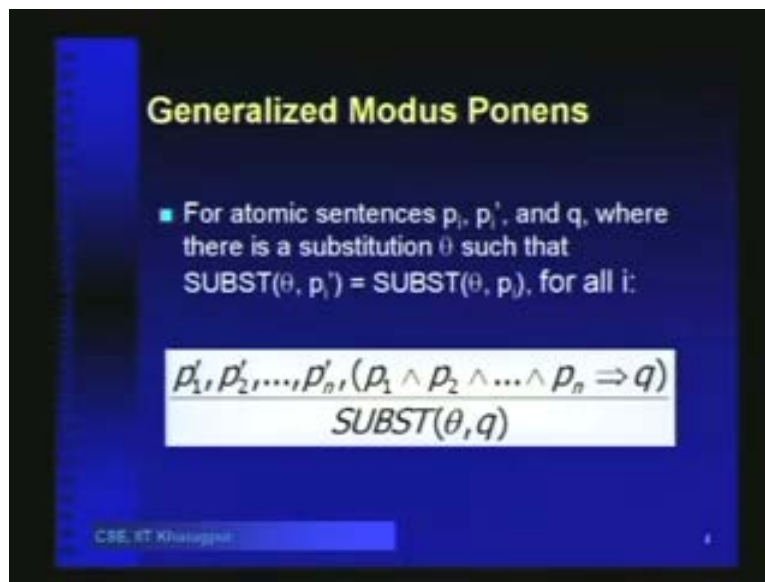 Generalized Modus Ponens
■ For atomic sentences pᵢ, pᵢ', and q, where
there is a substitution θ such that
SUBST(θ, pᵢ') = SUBST(θ, pᵢ), for all i:
p₁′, p₂′, ..., pₙ′, (p₁ ∧ p₂ ∧ ... ∧ pₙ ⇒ q)
SUBST(θ, q)
CSE, IIT Kharagpur